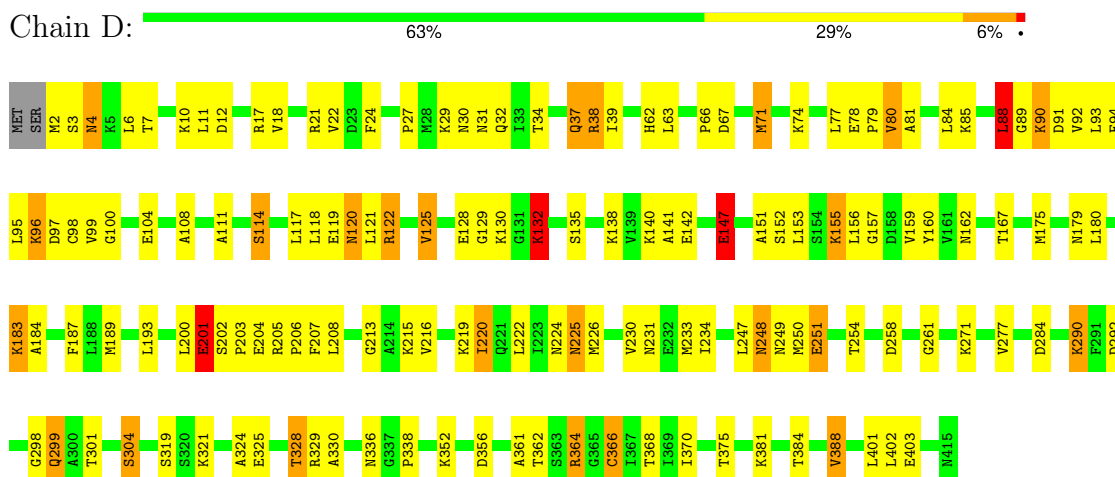 Chain D:
63% 29% 6% •
MET SER M2 S3 N4 K5 L6 T7 K10 L11 D12 R17 V18 R21 V22 D23 F24 P27 M28 K29 N30 N31 Q32 I33 T34 Q37 R38 I39 H62 L63 P66 D67 M71 K74 L77 E78 P79 V80 A81 L84 K85 L88 G89 K90 D91 V92 L93
L95 K96 D97 C98 V99 G100 E104 A108 A111 S114 L117 L118 E119 N120 L121 R122 V125 E128 G129 K130 G131 K132 S135 K138 V139 K140 A141 E142 E147 A151 S152 L153 S154 K155 L156 G157 D158 V159 Y160 V161 N162 T167 M175 N179 L180
K183 A184 F187 L188 M189 L193 L200 E201 S202 P203 E204 R205 P206 F207 L208 G213 A214 K215 V216 K219 I220 Q221 L222 I223 N224 N225 M226 V230 N231 E232 M233 I234 L247 N248 N249 M250 E251 T254 D258 G261 K271 V277 D284 K290 F291
G298 Q299 A300 T301 S304 S319 S320 K321 A324 E325 T328 R329 A330 N336 G337 P338 K352 D356 A361 T362 S363 R364 G365 C366 I367 T368 I369 I370 T375 K381 T384 V388 L401 L402 E403 N415